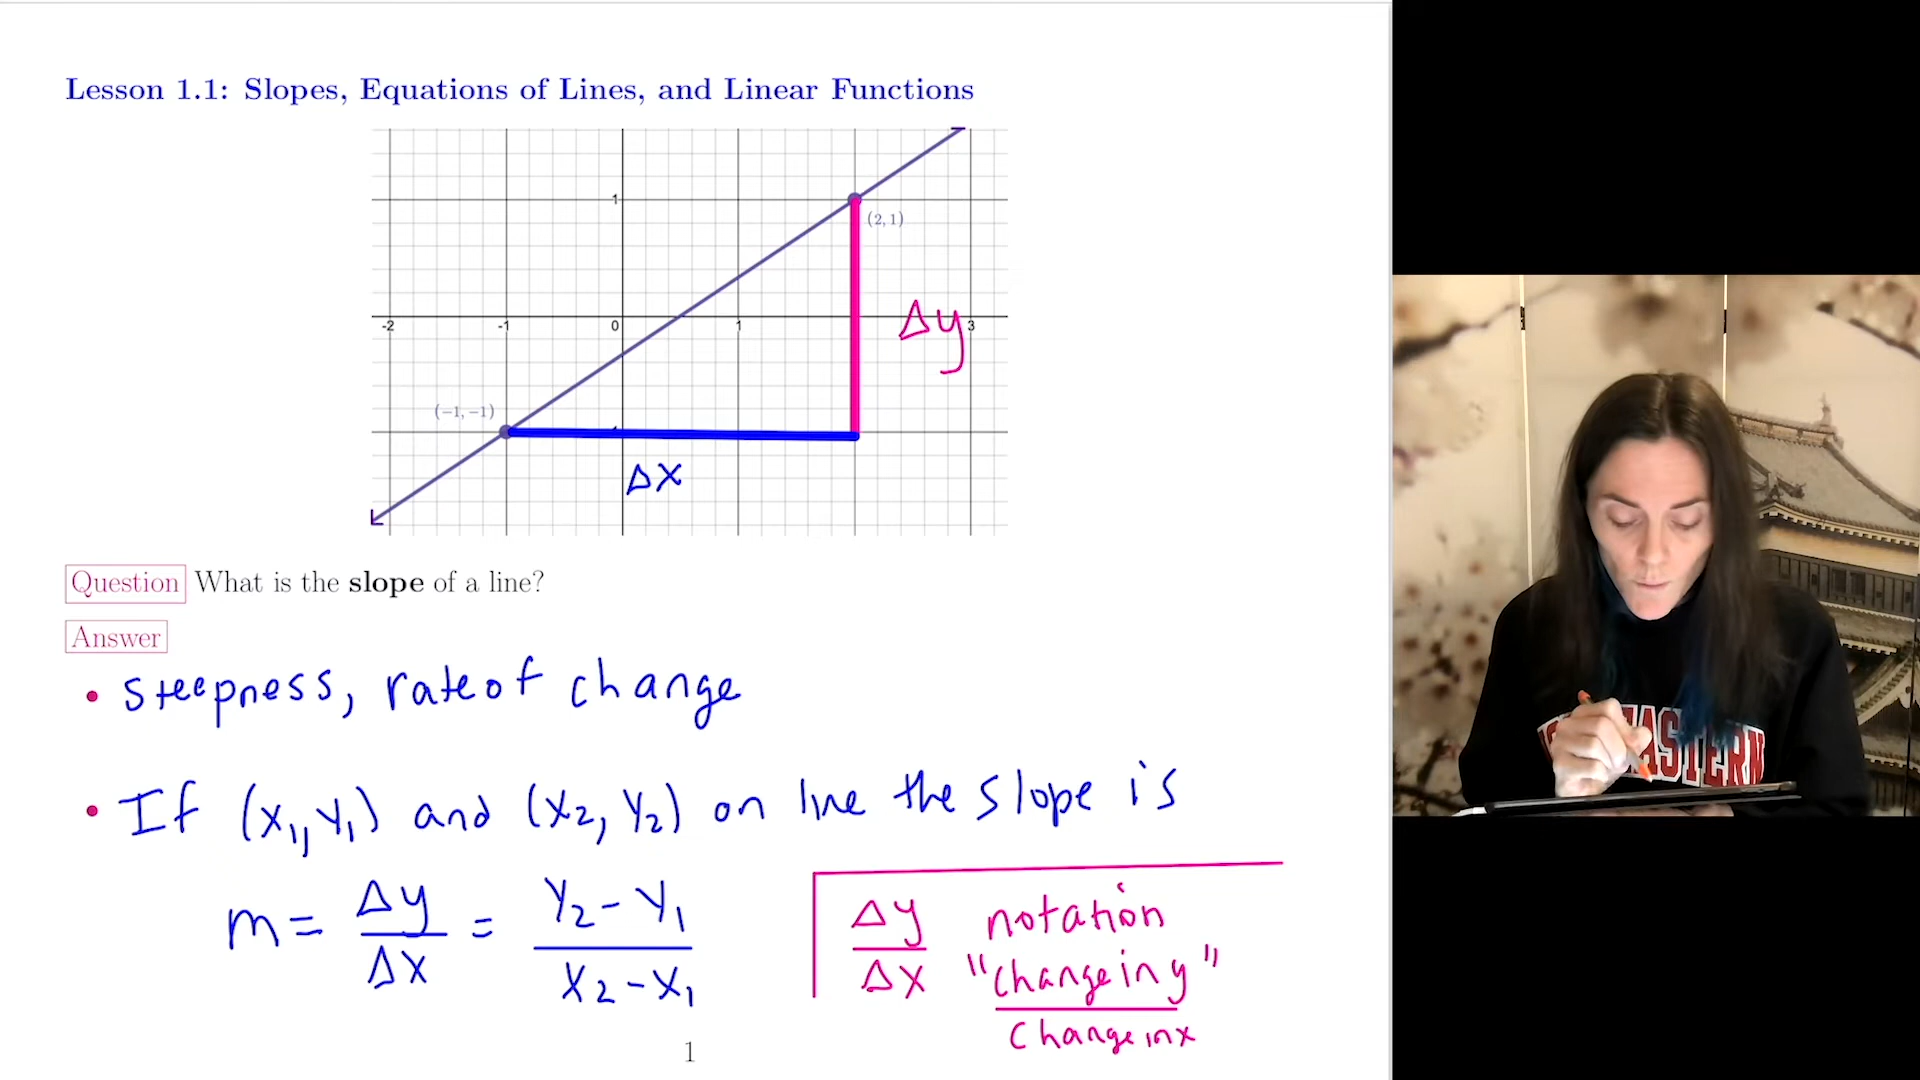 Lesson 1.1: Slopes, Equations of Lines, and Linear Functions
1
(2, 1)
-2 -1 0 1 3
Δy
(−1, −1)
Δx
Question What is the slope of a line?
Answer
• Steepness, rate of change
• If (x₁, y₁) and (x₂, y₂) on line the slope is
m = Δy/Δx = (y₂ − y₁)/(x₂ − x₁)
Δy/Δx notation
"change in y"
change in x
1